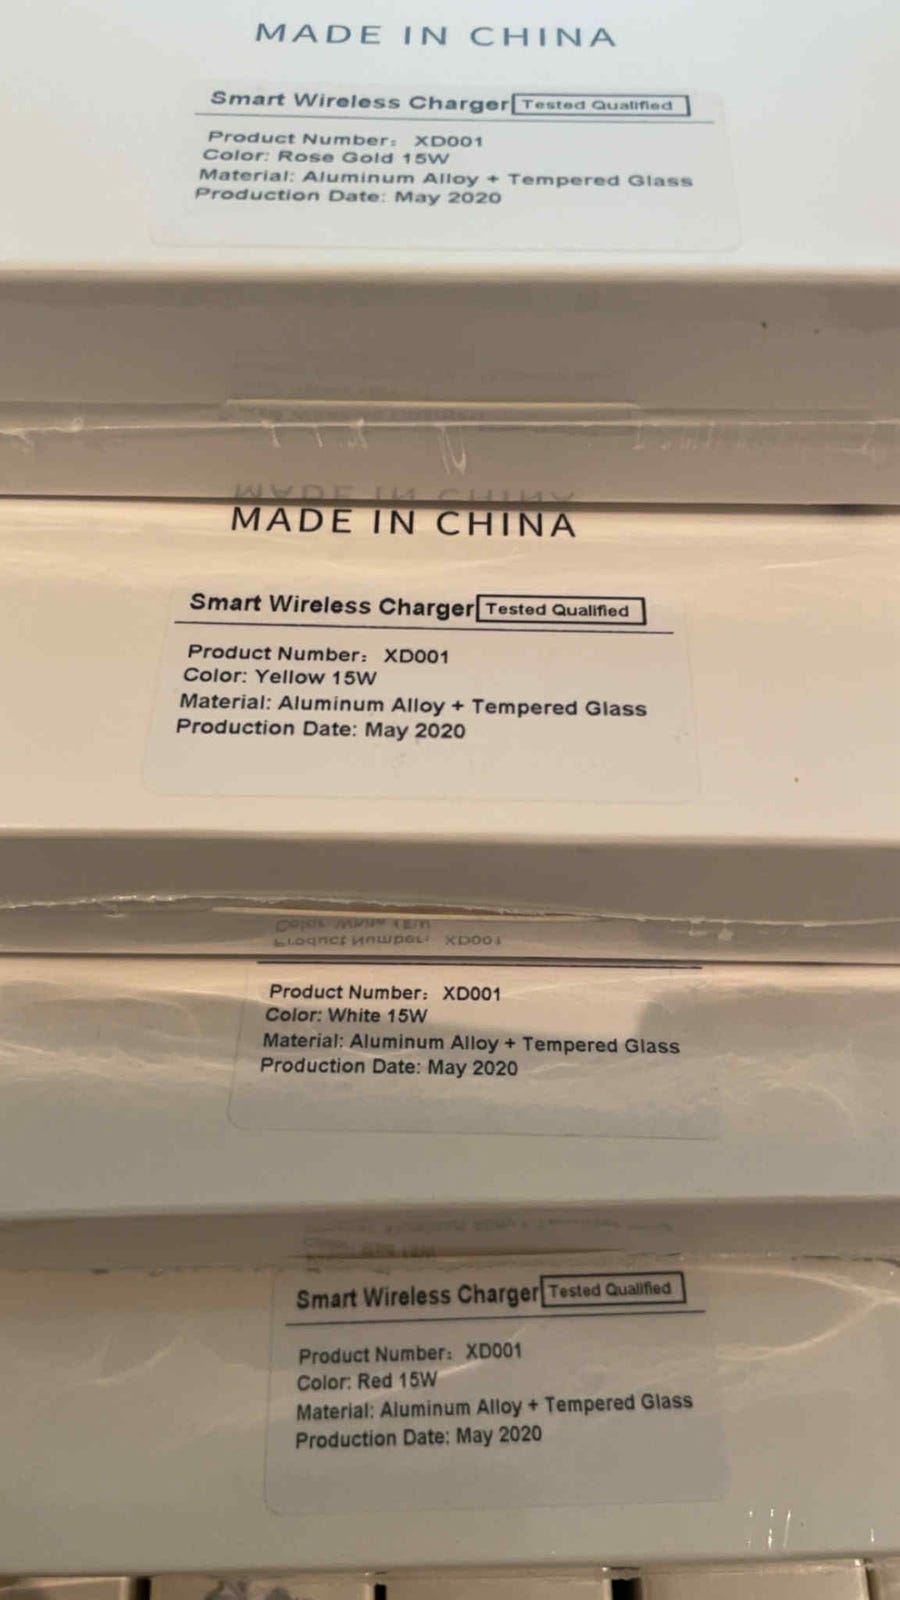 MADE IN CHINA
Smart Wireless Charger Tested Qualified
Product Number: XD001
Color: Rose Gold 15W
Material: Aluminum Alloy + Tempered Glass
Production Date: May 2020
MADE IN CHINA
Smart Wireless Charger Tested Qualified
Product Number: XD001
Color: Yellow 15W
Material: Aluminum Alloy + Tempered Glass
Production Date: May 2020
Product Number: XD001
Color: White 15W
Material: Aluminum Alloy + Tempered Glass
Production Date: May 2020
Smart Wireless Charger Tested Qualified
Product Number: XD001
Color: Red 15W
Material: Aluminum Alloy + Tempered Glass
Production Date: May 2020